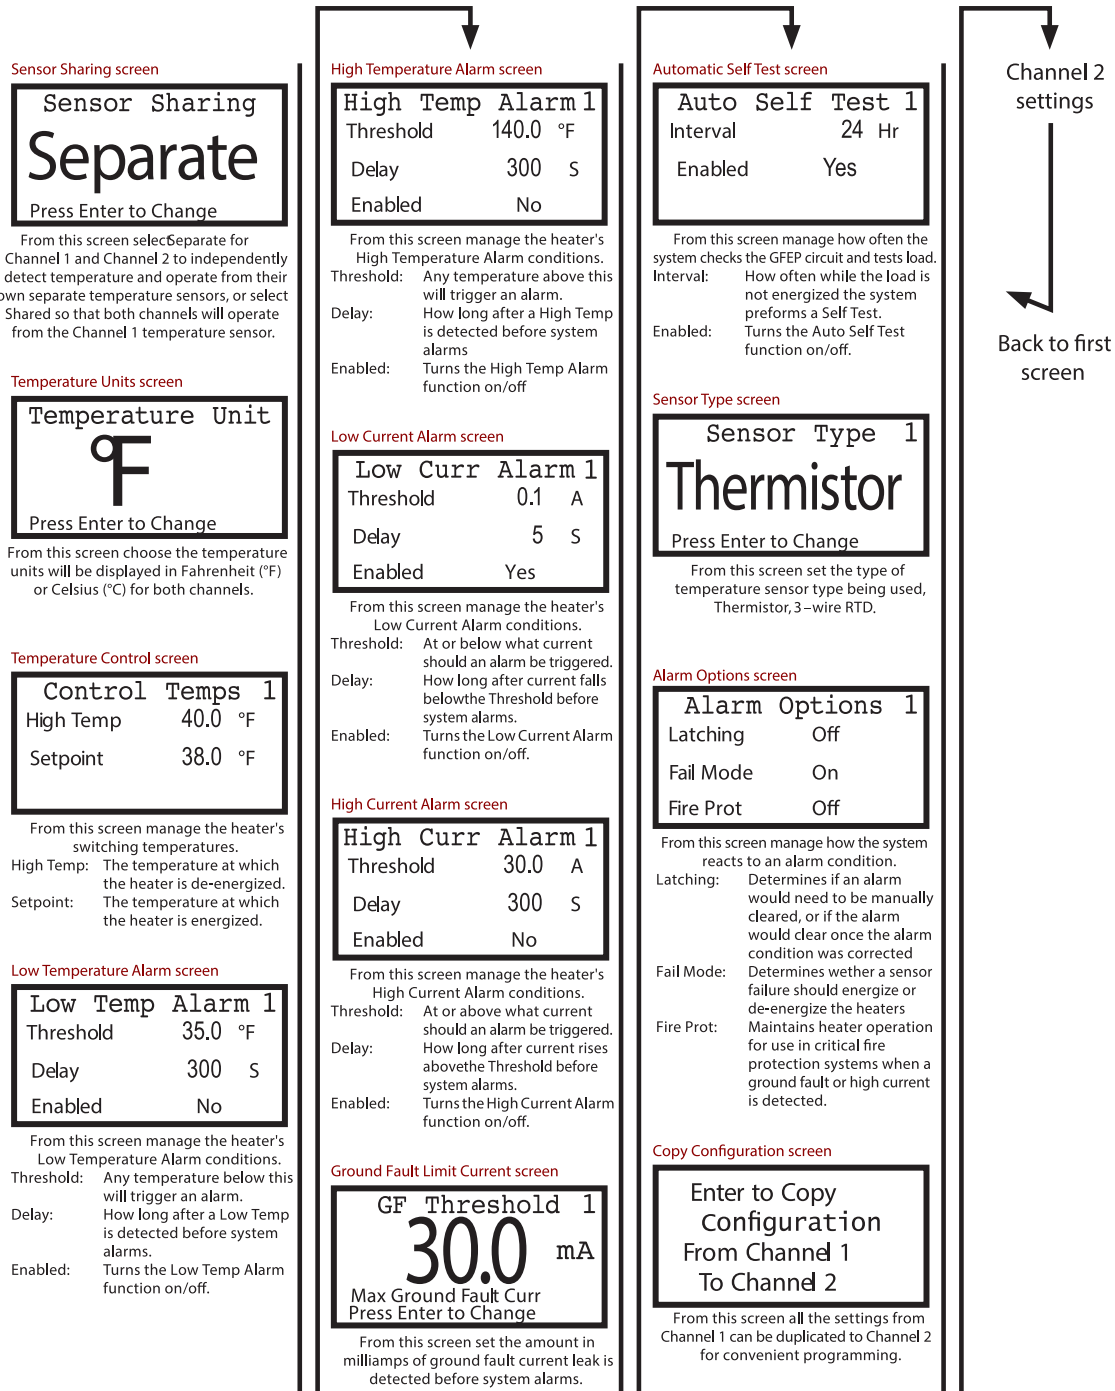 Sensor Sharing screen
Sensor Sharing
Separate
Press Enter to Change
From this screen select Separate for
Channel 1 and Channel 2 to independently
detect temperature and operate from their
own separate temperature sensors, or select
Shared so that both channels will operate
from the Channel 1 temperature sensor.
Temperature Units screen
Temperature Unit
°F
Press Enter to Change
From this screen choose the temperature
units will be displayed in Fahrenheit (°F)
or Celsius (°C) for both channels.
Temperature Control screen
Control Temps 1
High Temp 40.0 °F
Setpoint 38.0 °F
From this screen manage the heater's
switching temperatures.
High Temp: The temperature at which
the heater is de-energized.
Setpoint: The temperature at which
the heater is energized.
Low Temperature Alarm screen
Low Temp Alarm 1
Threshold 35.0 °F
Delay 300 S
Enabled No
From this screen manage the heater's
Low Temperature Alarm conditions.
Threshold: Any temperature below this
will trigger an alarm.
Delay: How long after a Low Temp
is detected before system
alarms.
Enabled: Turns the Low Temp Alarm
function on/off.
High Temperature Alarm screen
High Temp Alarm 1
Threshold 140.0 °F
Delay 300 S
Enabled No
From this screen manage the heater's
High Temperature Alarm conditions.
Threshold: Any temperature above this
will trigger an alarm.
Delay: How long after a High Temp
is detected before system
alarms
Enabled: Turns the High Temp Alarm
function on/off
Low Current Alarm screen
Low Curr Alarm 1
Threshold 0.1 A
Delay 5 S
Enabled Yes
From this screen manage the heater's
Low Current Alarm conditions.
Threshold: At or below what current
should an alarm be triggered.
Delay: How long after current falls
belowthe Threshold before
system alarms.
Enabled: Turns the Low Current Alarm
function on/off.
High Current Alarm screen
High Curr Alarm 1
Threshold 30.0 A
Delay 300 S
Enabled No
From this screen manage the heater's
High Current Alarm conditions.
Threshold: At or above what current
should an alarm be triggered.
Delay: How long after current rises
abovethe Threshold before
system alarms.
Enabled: Turns the High Current Alarm
function on/off.
Ground Fault Limit Current screen
GF Threshold 1
30.0 mA
Max Ground Fault Curr
Press Enter to Change
From this screen set the amount in
milliamps of ground fault current leak is
detected before system alarms.
Automatic Self Test screen
Auto Self Test 1
Interval 24 Hr
Enabled Yes
From this screen manage how often the
system checks the GFEP circuit and tests load.
Interval: How often while the load is
not energized the system
preforms a Self Test.
Enabled: Turns the Auto Self Test
function on/off.
Sensor Type screen
Sensor Type 1
Thermistor
Press Enter to Change
From this screen set the type of
temperature sensor type being used,
Thermistor, 3-wire RTD.
Alarm Options screen
Alarm Options 1
Latching Off
Fail Mode On
Fire Prot Off
From this screen manage how the system
reacts to an alarm condition.
Latching: Determines if an alarm
would need to be manually
cleared, or if the alarm
would clear once the alarm
condition was corrected
Fail Mode: Determines wether a sensor
failure should energize or
de-energize the heaters
Fire Prot: Maintains heater operation
for use in critical fire
protection systems when a
ground fault or high current
is detected.
Copy Configuration screen
Enter to Copy
Configuration
From Channel 1
To Channel 2
From this screen all the settings from
Channel 1 can be duplicated to Channel 2
for convenient programming.
Channel 2
settings
Back to first
screen